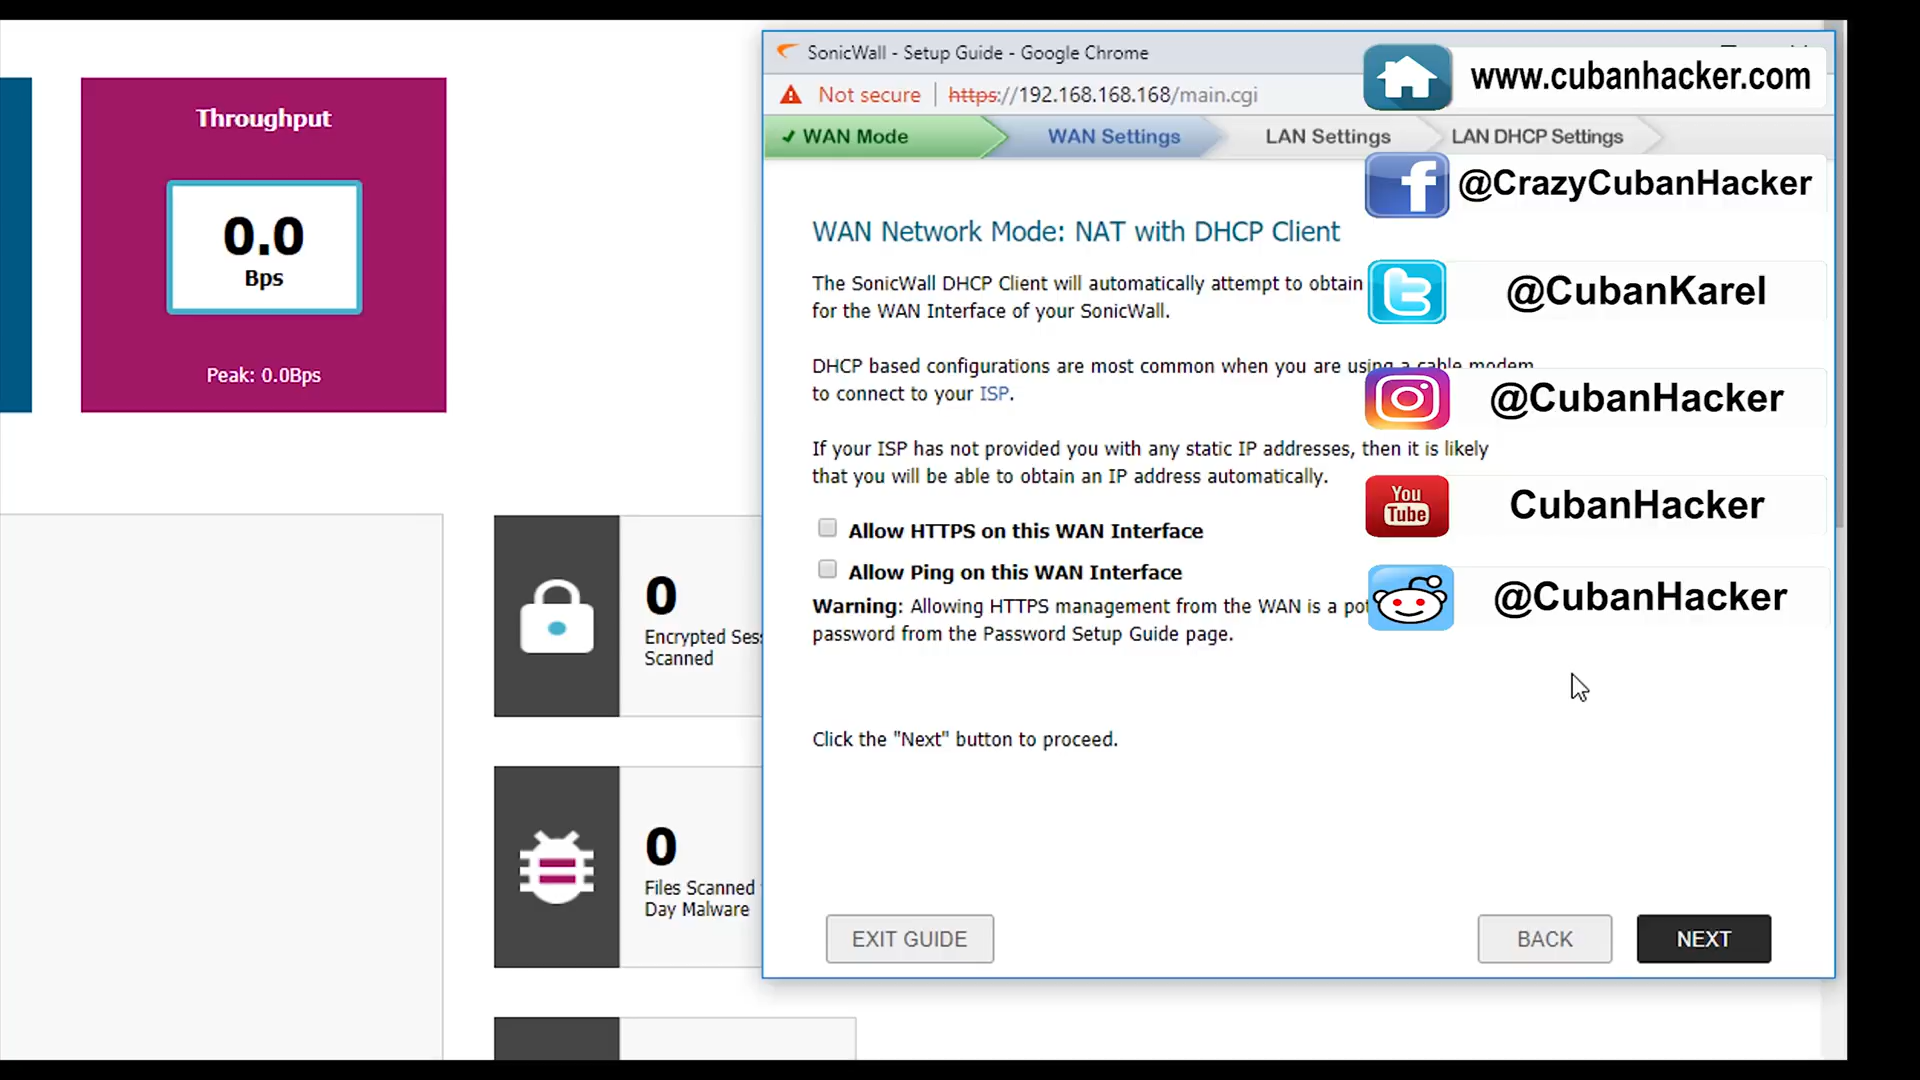 Throughput
0.0
Bps
Peak: 0.0Bps
0
Encrypted
Scanned
0
Files Scanned
Day Malware
SonicWall - Setup Guide - Google Chrome
Not secure | https://192.168.168.168/main.cgi
WAN Mode
WAN Settings
LAN Settings
LAN DHCP Settings
WAN Network Mode: NAT with DHCP Client
The SonicWall DHCP Client will automatically attempt to obtain
for the WAN Interface of your SonicWall.
DHCP based configurations are most common when you are using a cable modem
to connect to your ISP.
If your ISP has not provided you with any static IP addresses, then it is likely
that you will be able to obtain an IP address automatically.
Allow HTTPS on this WAN Interface
Allow Ping on this WAN Interface
Warning: Allowing HTTPS management from the WAN is a
password from the Password Setup Guide page.
Click the "Next" button to proceed.
EXIT GUIDE
BACK
NEXT
www.cubanhacker.com
@CrazyCubanHacker
@CubanKarel
@CubanHacker
You
Tube
CubanHacker
@CubanHacker